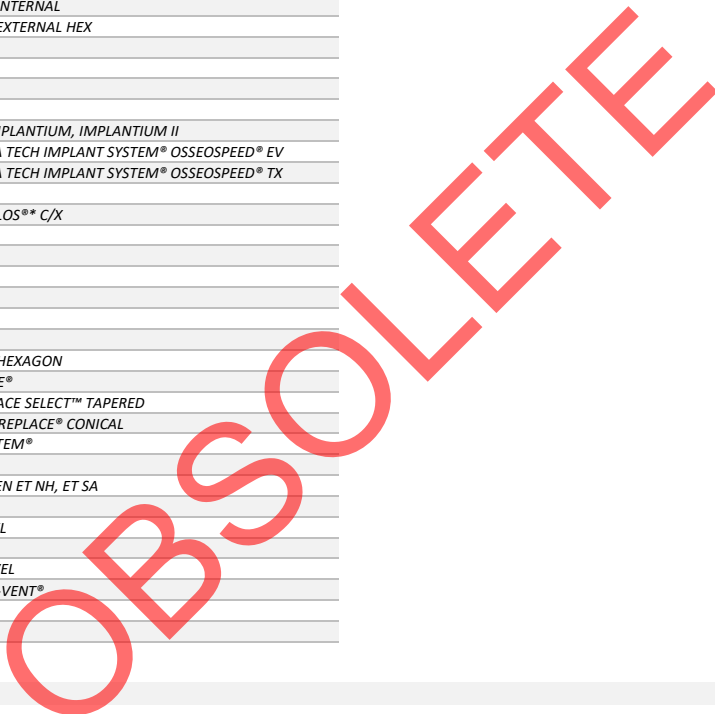 NTERNAL
EXTERNAL HEX
PLANTIUM, IMPLANTIUM II
A TECH IMPLANT SYSTEM® OSSEOSPEED® EV
A TECH IMPLANT SYSTEM® OSSEOSPEED® TX
LOS®* C/X
HEXAGON
E®
ACE SELECT™ TAPERED
REPLACE® CONICAL
TEM®
EN ET NH, ET SA
L
EL
-VENT®
OBSOLETE